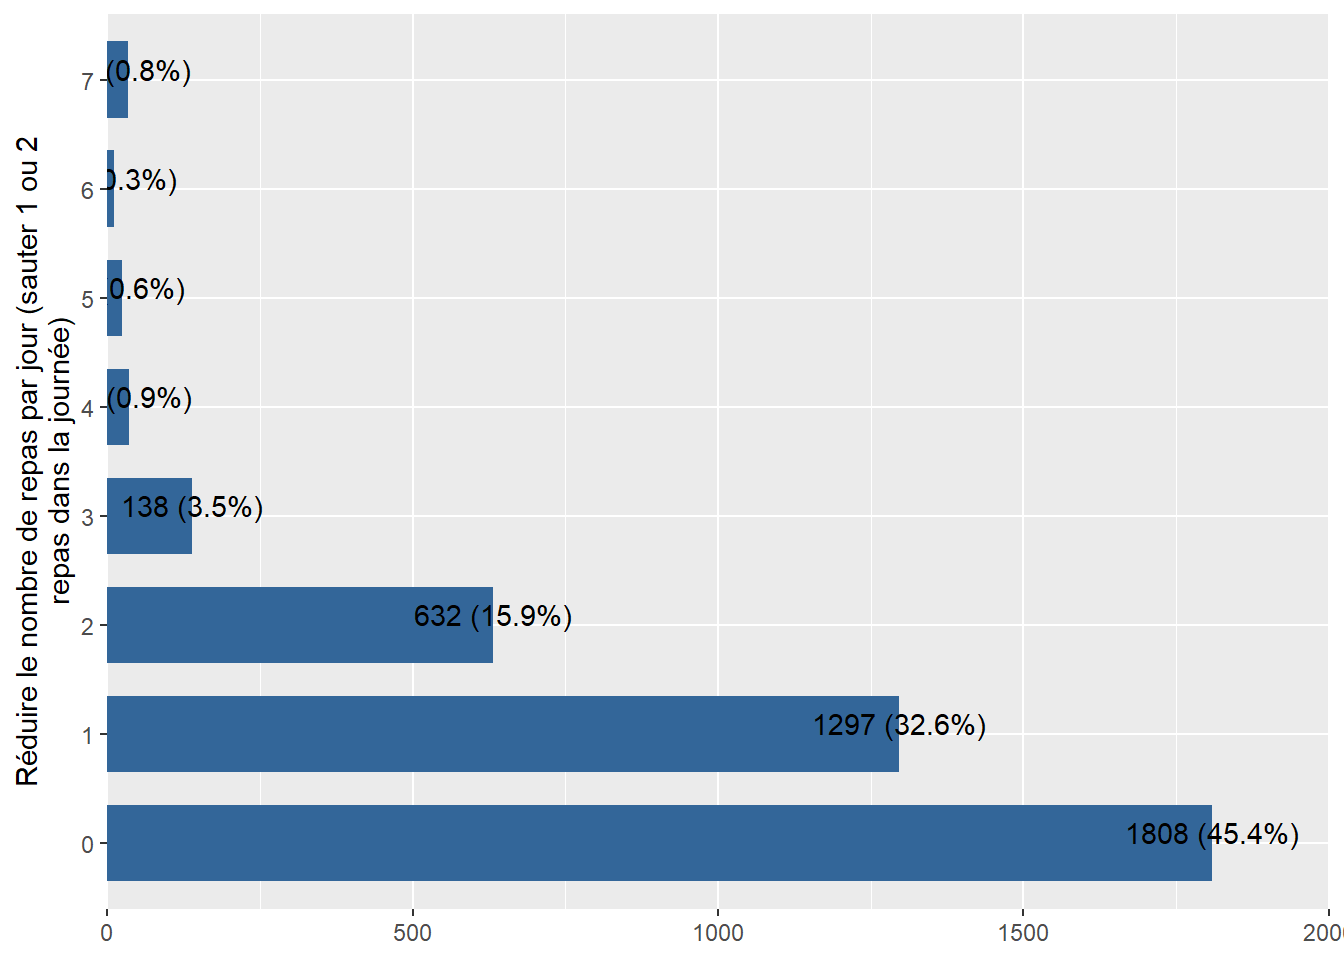 Réduire le nombre de repas par jour (sauter 1 ou 2
repas dans la journée)
7 (0.8%)
6 0.3%)
5 0.6%)
4 (0.9%)
3 138 (3.5%)
2 632 (15.9%)
1 1297 (32.6%)
0 1808 (45.4%)
0 500 1000 1500